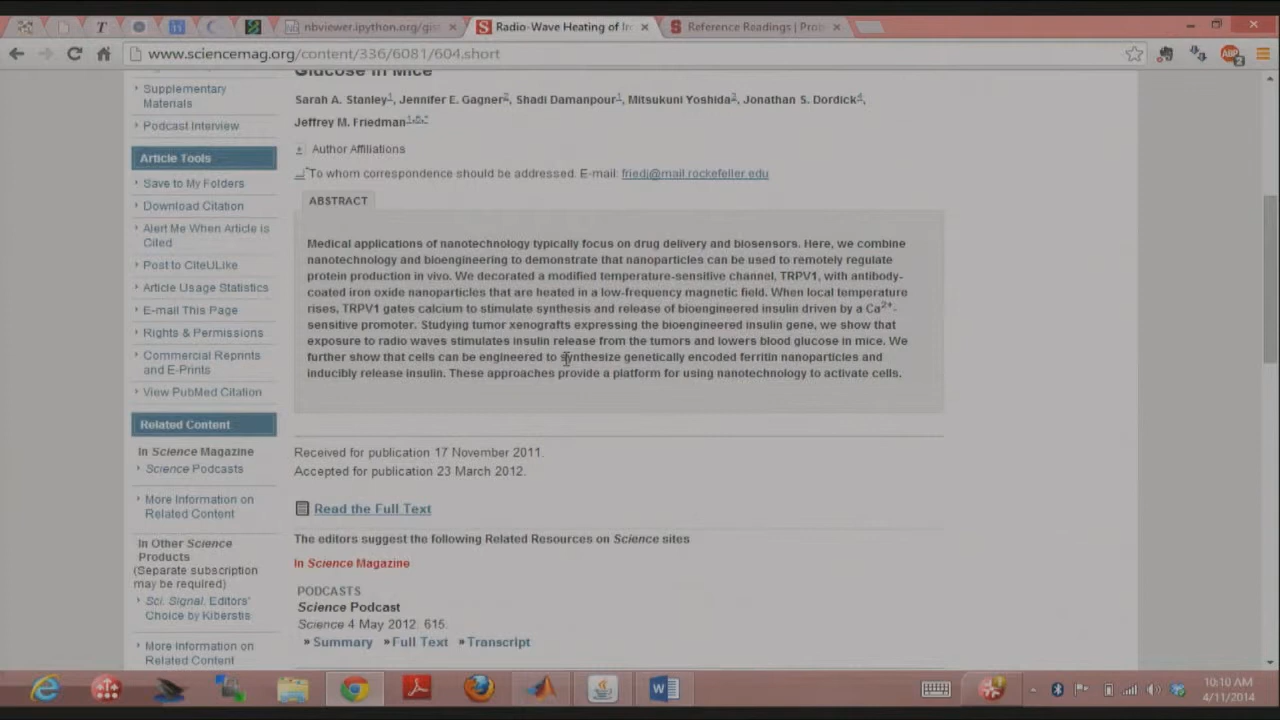 nbviewer.ipython.org/gist
Radio-Wave Heating of Iro
Reference Readings | Prob
www.sciencemag.org/content/336/6081/604.short
Glucose in Mice
Supplementary
Materials
Podcast Interview
Article Tools
Save to My Folders
Download Citation
Alert Me When Article is
Cited
Post to CiteULike
Article Usage Statistics
E-mail This Page
Rights & Permissions
Commercial Reprints
and E-Prints
View PubMed Citation
Related Content
In Science Magazine
Science Podcasts
More Information on
Related Content
In Other Science
Products
(Separate subscription
may be required)
Sci. Signal. Editors'
Choice by Kiberstis
More Information on
Related Content
Sarah A. Stanley1, Jennifer E. Gagner2, Shadi Damanpour1, Mitsukuni Yoshida3, Jonathan S. Dordick4,
Jeffrey M. Friedman1,5,*
Author Affiliations
*To whom correspondence should be addressed. E-mail: friedj@mail.rockefeller.edu
ABSTRACT
Medical applications of nanotechnology typically focus on drug delivery and biosensors. Here, we combine
nanotechnology and bioengineering to demonstrate that nanoparticles can be used to remotely regulate
protein production in vivo. We decorated a modified temperature-sensitive channel, TRPV1, with antibody-
coated iron oxide nanoparticles that are heated in a low-frequency magnetic field. When local temperature
rises, TRPV1 gates calcium to stimulate synthesis and release of bioengineered insulin driven by a Ca2+-
sensitive promoter. Studying tumor xenografts expressing the bioengineered insulin gene, we show that
exposure to radio waves stimulates insulin release from the tumors and lowers blood glucose in mice. We
further show that cells can be engineered to synthesize genetically encoded ferritin nanoparticles and
inducibly release insulin. These approaches provide a platform for using nanotechnology to activate cells.
Received for publication 17 November 2011.
Accepted for publication 23 March 2012.
Read the Full Text
The editors suggest the following Related Resources on Science sites
In Science Magazine
PODCASTS
Science Podcast
Science 4 May 2012: 615.
» Summary » Full Text » Transcript
10:10 AM
4/11/2014